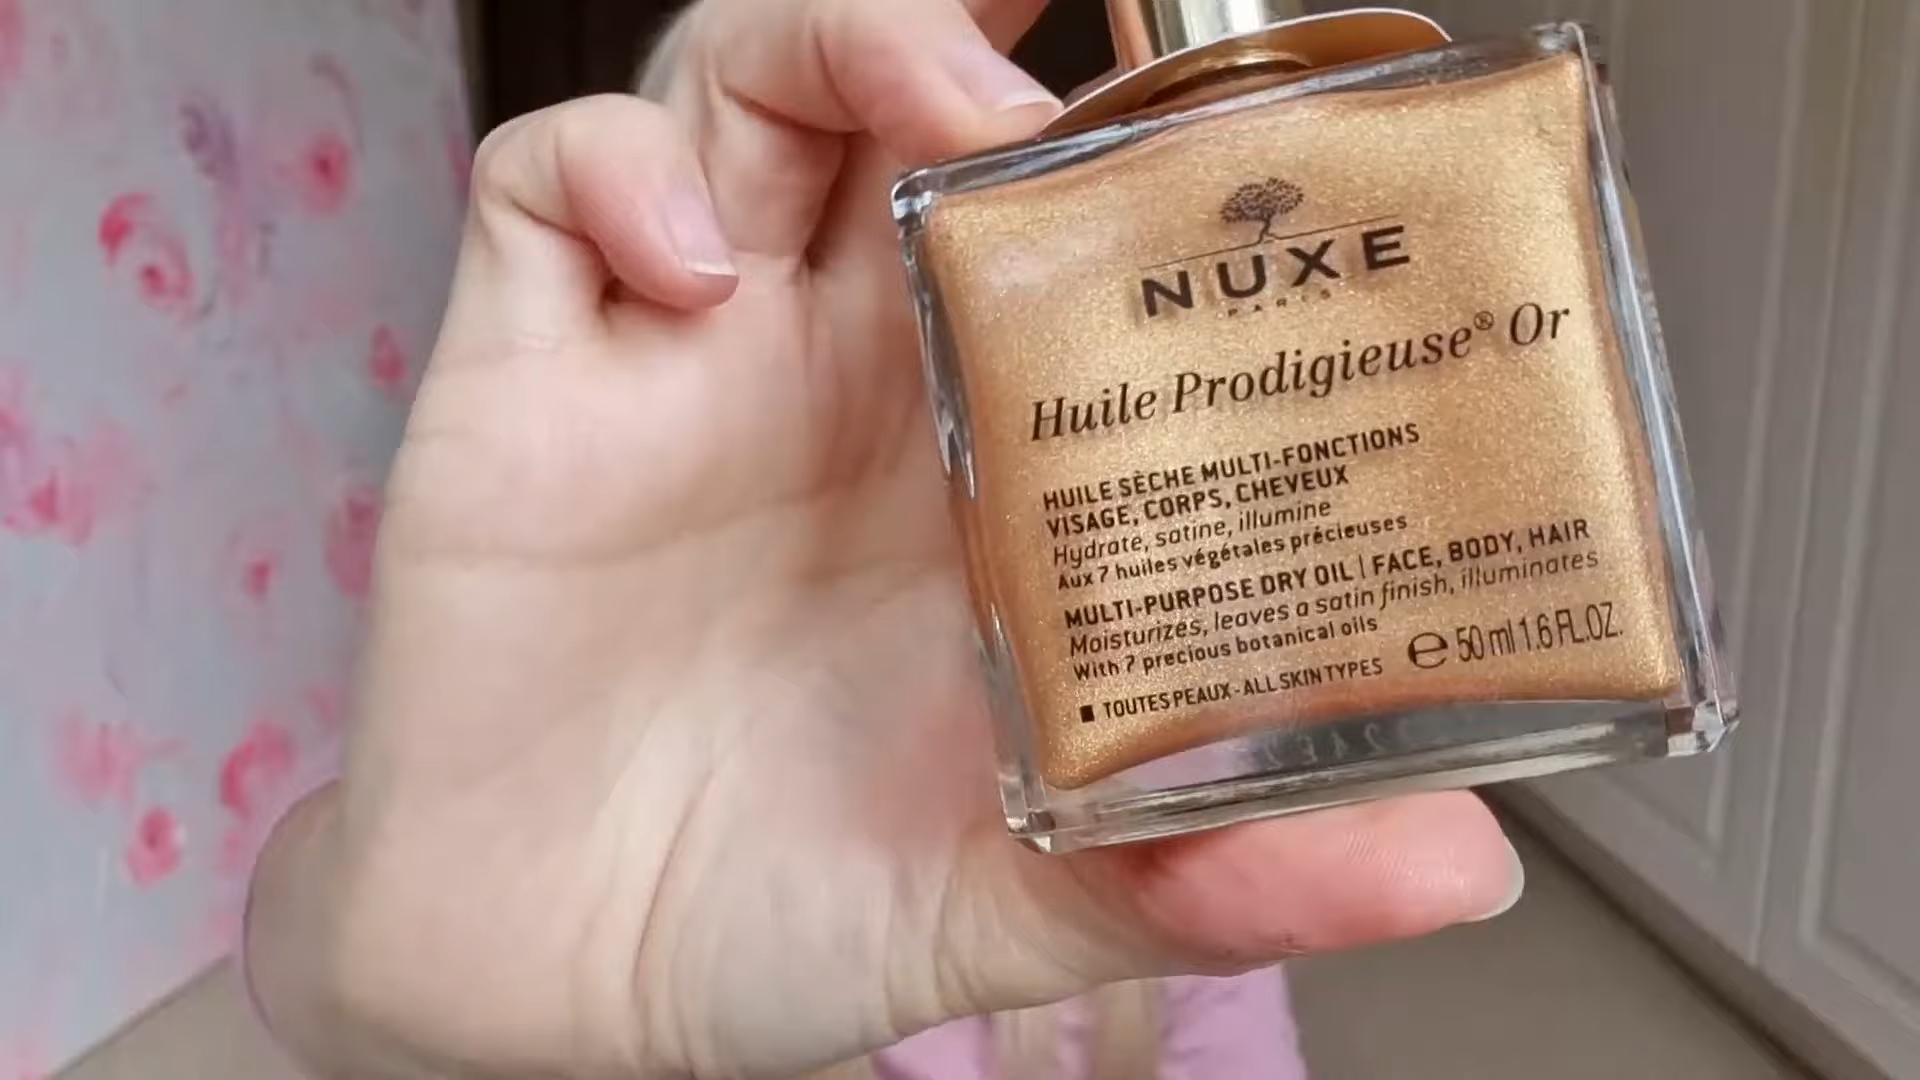 NUXE
PARIS
Huile Prodigieuse® Or
HUILE SÈCHE MULTI-FONCTIONS
VISAGE, CORPS, CHEVEUX
Hydrate, satine, illumine
Aux 7 huiles végétales précieuses
MULTI-PURPOSE DRY OIL | FACE, BODY, HAIR
Moisturizes, leaves a satin finish, illuminates
With 7 precious botanical oils
℮ 50 ml 1.6 FL.OZ.
■ TOUTES PEAUX - ALL SKIN TYPES